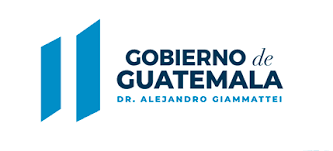 GOBIERNO de
GUATEMALA
DR. ALEJANDRO GIAMMATTEI